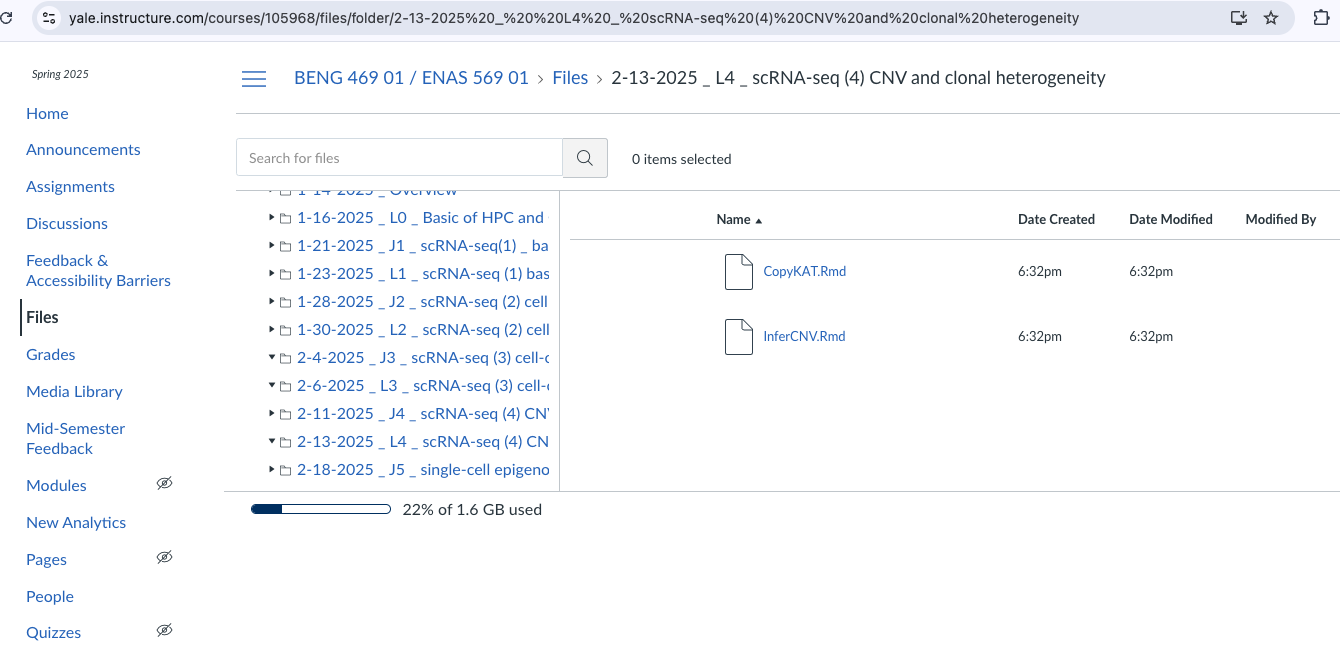 yale.instructure.com/courses/105968/files/folder/2-13-2025%20_%20%20L4%20_%20scRNA-seq%20(4)%20CNV%20and%20clonal%20heterogeneity
Spring 2025
BENG 469 01 / ENAS 569 01 › Files › 2-13-2025 _ L4 _ scRNA-seq (4) CNV and clonal heterogeneity
Home
Announcements
Assignments
Discussions
Feedback &
Accessibility Barriers
Files
Grades
Media Library
Mid-Semester
Feedback
Modules
New Analytics
Pages
People
Quizzes
Search for files
0 items selected
1-14-2025 _ Overview
1-16-2025 _ L0 _ Basic of HPC and
1-21-2025 _ J1 _ scRNA-seq(1) _ ba
1-23-2025 _ L1 _ scRNA-seq (1) bas
1-28-2025 _ J2 _ scRNA-seq (2) cell
1-30-2025 _ L2 _ scRNA-seq (2) cell
2-4-2025 _ J3 _ scRNA-seq (3) cell-c
2-6-2025 _ L3 _ scRNA-seq (3) cell-c
2-11-2025 _ J4 _ scRNA-seq (4) CNV
2-13-2025 _ L4 _ scRNA-seq (4) CN
2-18-2025 _ J5 _ single-cell epigeno
Name Date Created Date Modified Modified By
CopyKAT.Rmd 6:32pm 6:32pm
InferCNV.Rmd 6:32pm 6:32pm
22% of 1.6 GB used